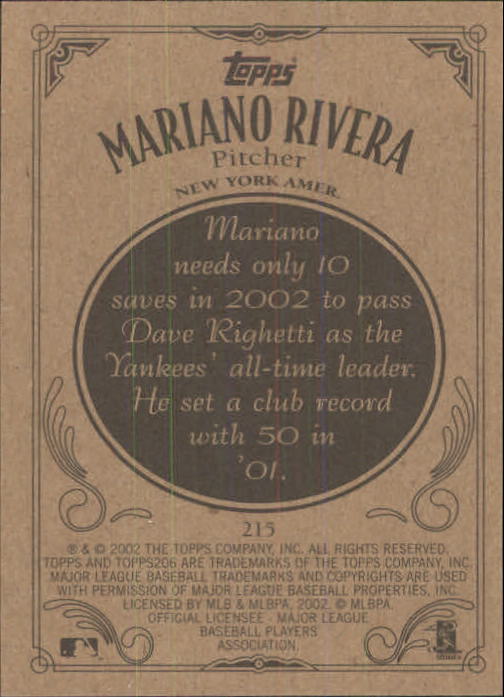 Topps
MARIANO RIVERA
Pitcher
NEW YORK AMER.
Mariano
needs only 10
saves in 2002 to pass
Dave Righetti as the
Yankees' all-time leader.
He set a club record
with 50 in
'01.
215
® & © 2002 THE TOPPS COMPANY, INC. ALL RIGHTS RESERVED.
TOPPS AND TOPPS206 ARE TRADEMARKS OF THE TOPPS COMPANY, INC.
MAJOR LEAGUE BASEBALL TRADEMARKS AND COPYRIGHTS ARE USED
WITH PERMISSION OF MAJOR LEAGUE BASEBALL PROPERTIES, INC.
LICENSED BY MLB & MLBPA, 2002. © MLBPA.
OFFICIAL LICENSEE - MAJOR LEAGUE
BASEBALL PLAYERS
ASSOCIATION.